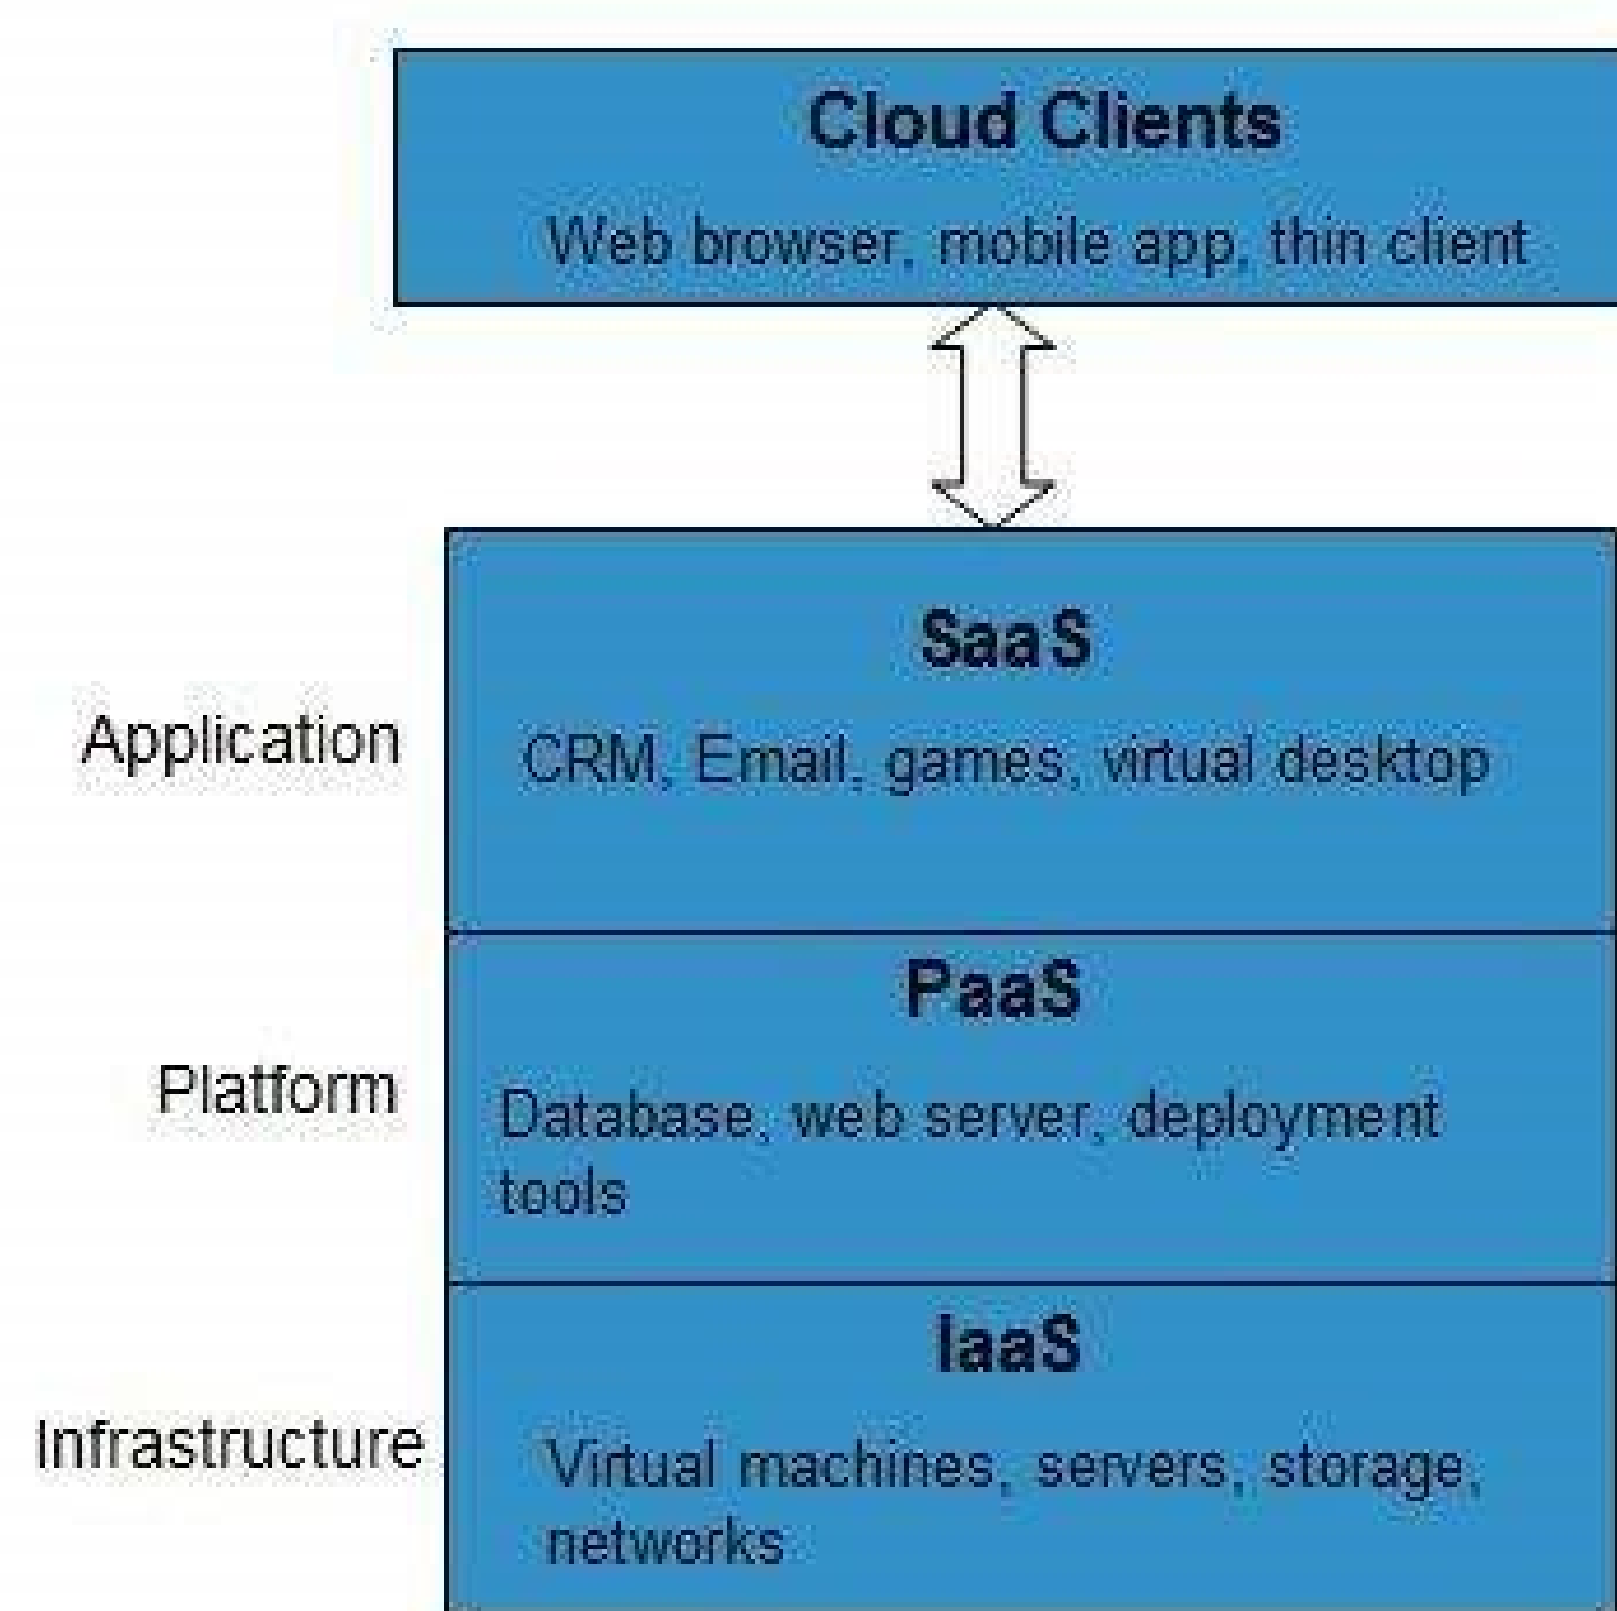 Cloud Clients
Web browser, mobile app, thin client
SaaS
Application
CRM, Email, games, virtual desktop
PaaS
Platform
Database, web server, deployment
tools
IaaS
Infrastructure
Virtual machines, servers, storage,
networks